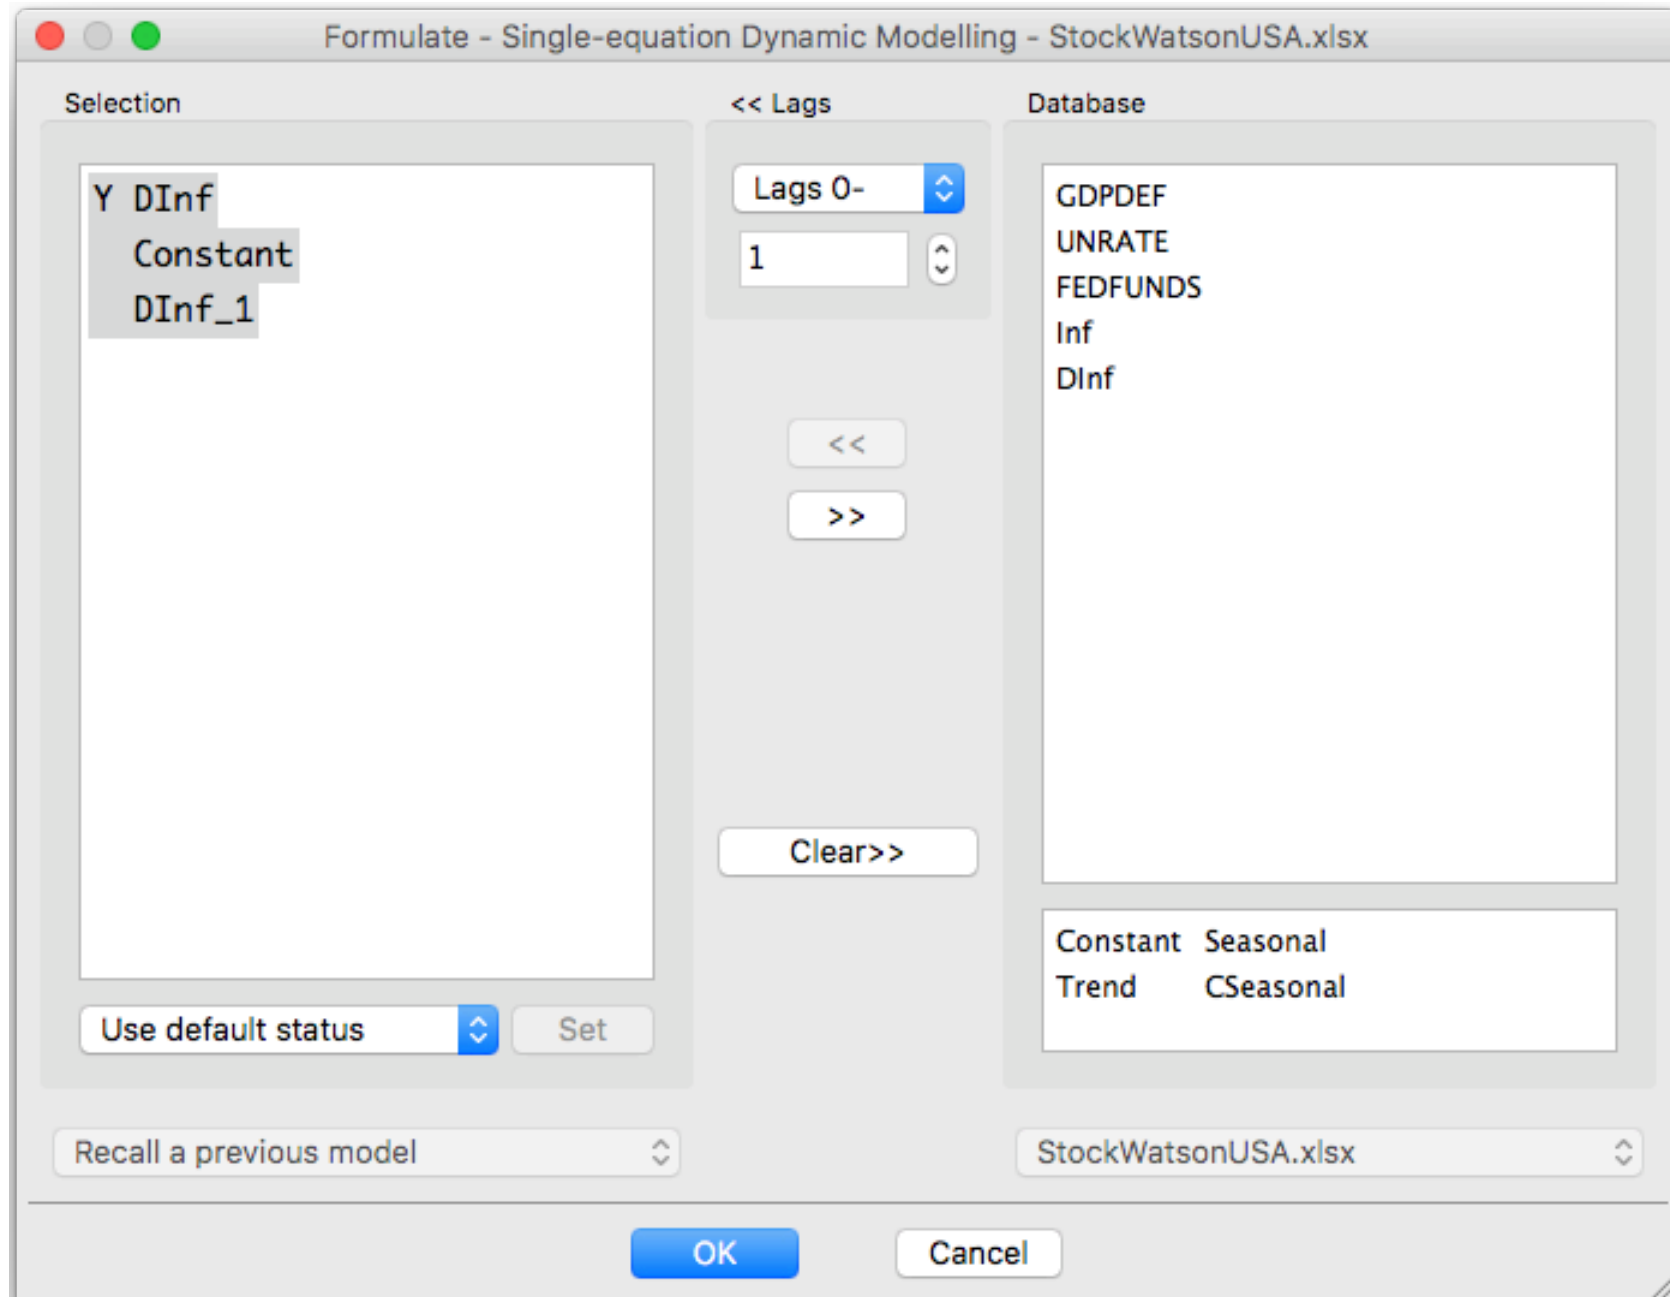 Formulate - Single-equation Dynamic Modelling - StockWatsonUSA.xlsx
Selection
Y DInf
Constant
DInf_1
Use default status
Set
Recall a previous model
<< Lags
Lags 0-
1
<<
>>
Clear>>
Database
GDPDEF
UNRATE
FEDFUNDS
Inf
DInf
Constant Seasonal
Trend CSeasonal
StockWatsonUSA.xlsx
OK
Cancel